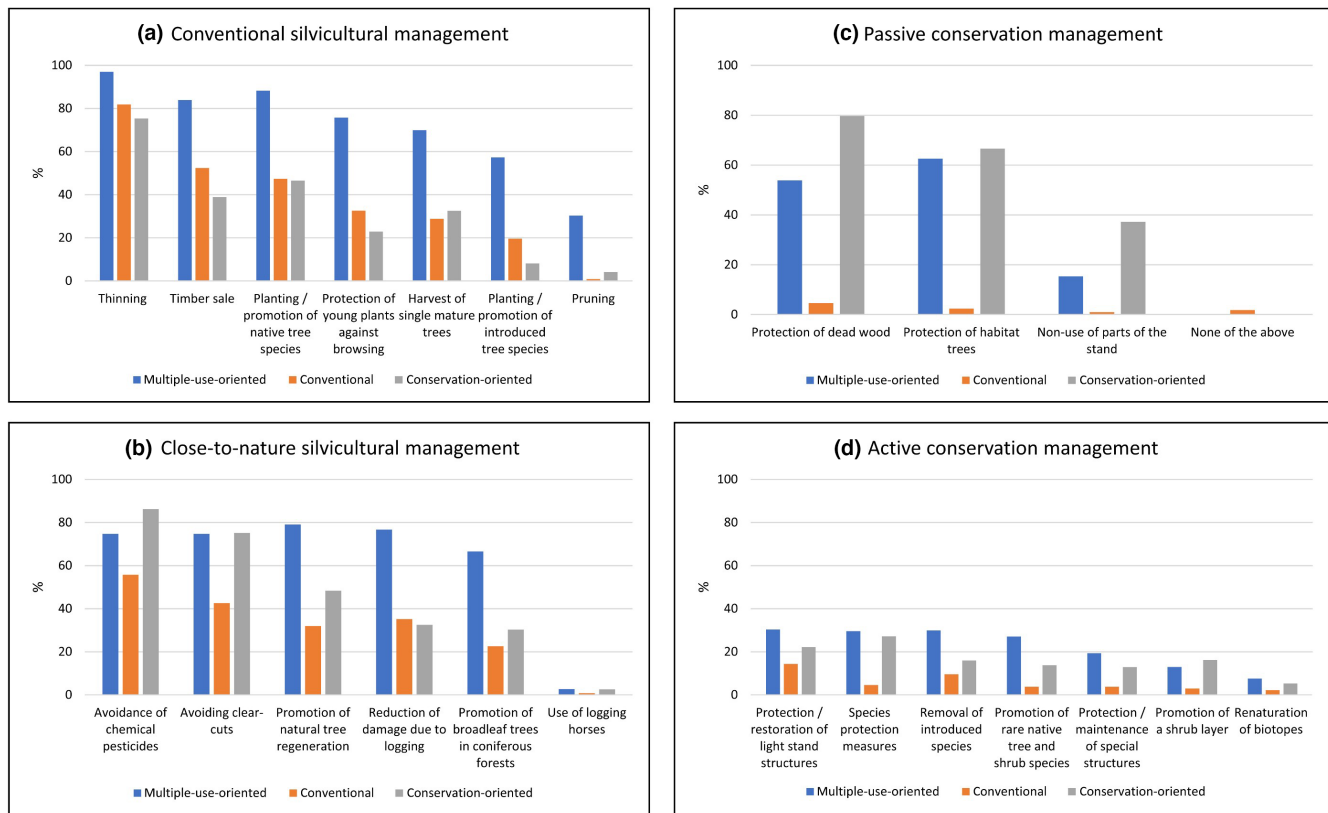 (a) Conventional silvicultural management
100
80
60
40
20
0
%
Thinning
Timber sale
Planting /
promotion of
native tree
species
Protection of
young plants
against
browsing
Harvest of
single mature
trees
Planting /
promotion of
introduced
tree species
Pruning
Multiple-use-oriented
Conventional
Conservation-oriented
(b) Close-to-nature silvicultural management
100
80
60
40
20
0
%
Avoidance of
chemical
pesticides
Avoiding clear-
cuts
Promotion of
natural tree
regeneration
Reduction of
damage due to
logging
Promotion of
broadleaf trees
in coniferous
forests
Use of logging
horses
Multiple-use-oriented
Conventional
Conservation-oriented
(c) Passive conservation management
100
80
60
40
20
0
%
Protection of dead wood
Protection of habitat
trees
Non-use of parts of the
stand
None of the above
Multiple-use-oriented
Conventional
Conservation-oriented
(d) Active conservation management
100
80
60
40
20
0
%
Protection /
restoration of
light stand
structures
Species
protection
measures
Removal of
introduced
species
Promotion of
rare native
tree and
shrub species
Protection /
maintenance
of special
structures
Promotion of
a shrub layer
Renaturation
of biotopes
Multiple-use-oriented
Conventional
Conservation-oriented